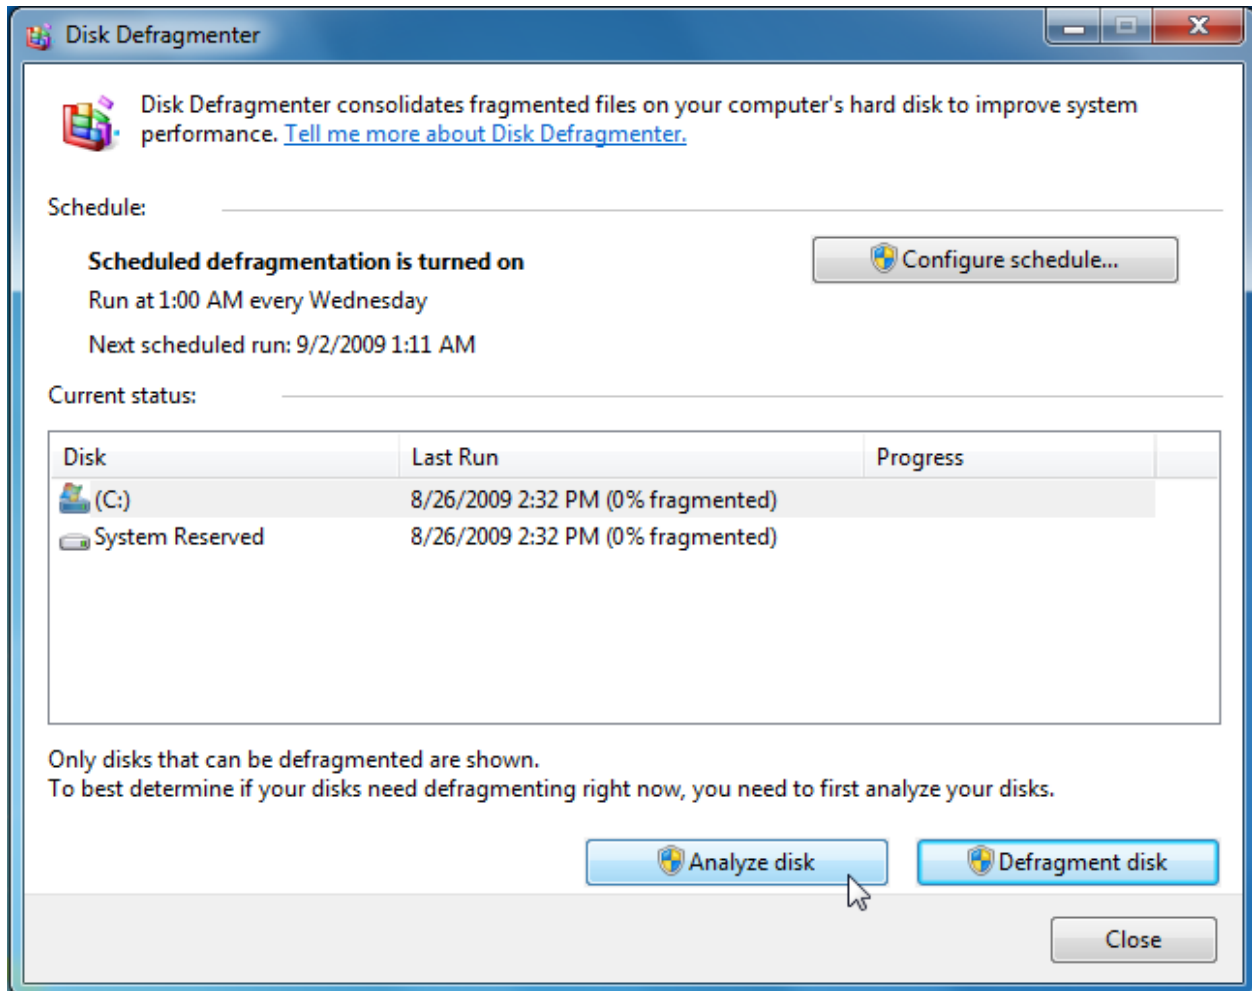 Disk Defragmenter
Disk Defragmenter consolidates fragmented files on your computer's hard disk to improve system
performance. Tell me more about Disk Defragmenter.
Schedule:
Scheduled defragmentation is turned on
Configure schedule...
Run at 1:00 AM every Wednesday
Next scheduled run: 9/2/2009 1:11 AM
Current status:
Disk Last Run Progress
(C:) 8/26/2009 2:32 PM (0% fragmented)
System Reserved 8/26/2009 2:32 PM (0% fragmented)
Only disks that can be defragmented are shown.
To best determine if your disks need defragmenting right now, you need to first analyze your disks.
Analyze disk Defragment disk
Close